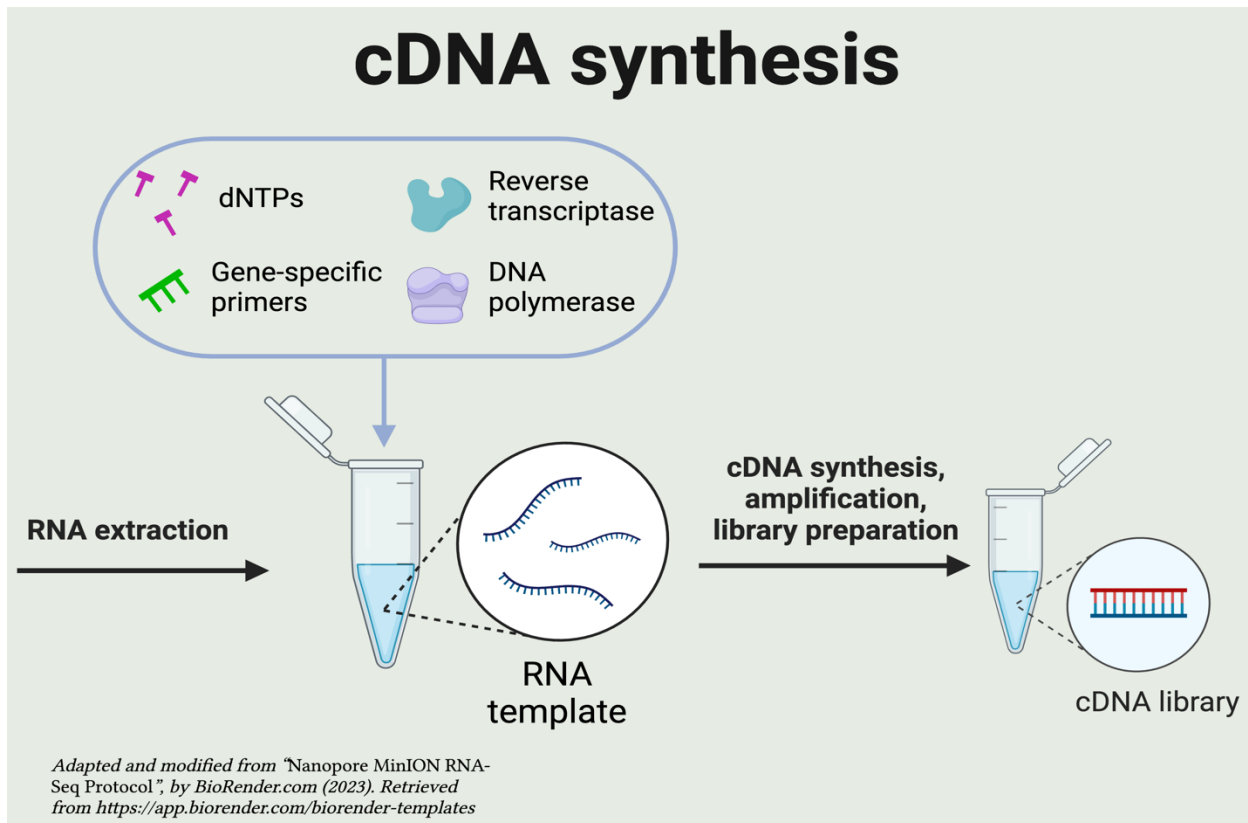 cDNA synthesis
dNTPs
Reverse
transcriptase
Gene-specific
primers
DNA
polymerase
RNA extraction
RNA
template
cDNA synthesis,
amplification,
library preparation
cDNA library
Adapted and modified from “Nanopore MinION RNA-
Seq Protocol”, by BioRender.com (2023). Retrieved
from https://app.biorender.com/biorender-templates